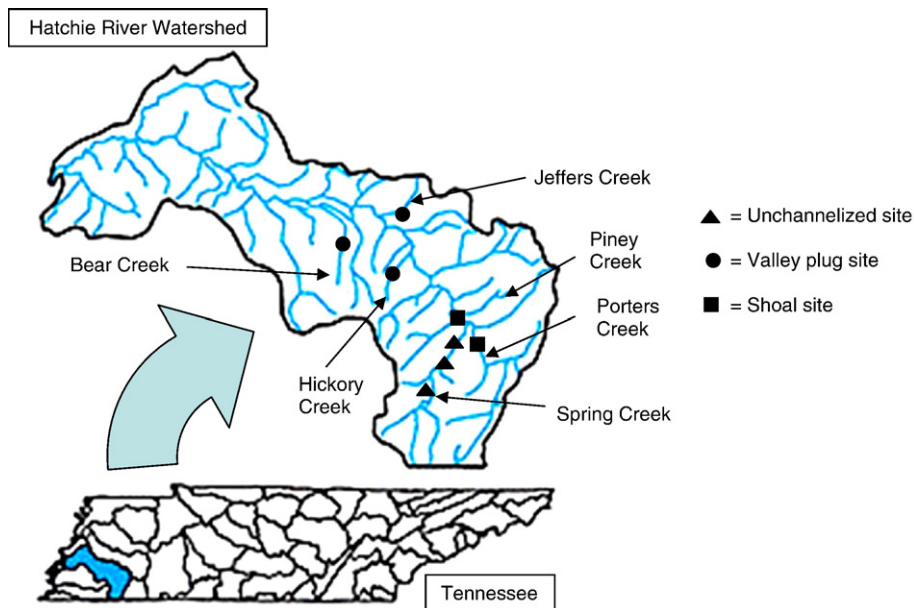 Hatchie River Watershed
Jeffers Creek
Piney
Creek
Bear Creek
Porters
Creek
Hickory
Creek
Spring Creek
= Unchannelized site
= Valley plug site
= Shoal site
Tennessee